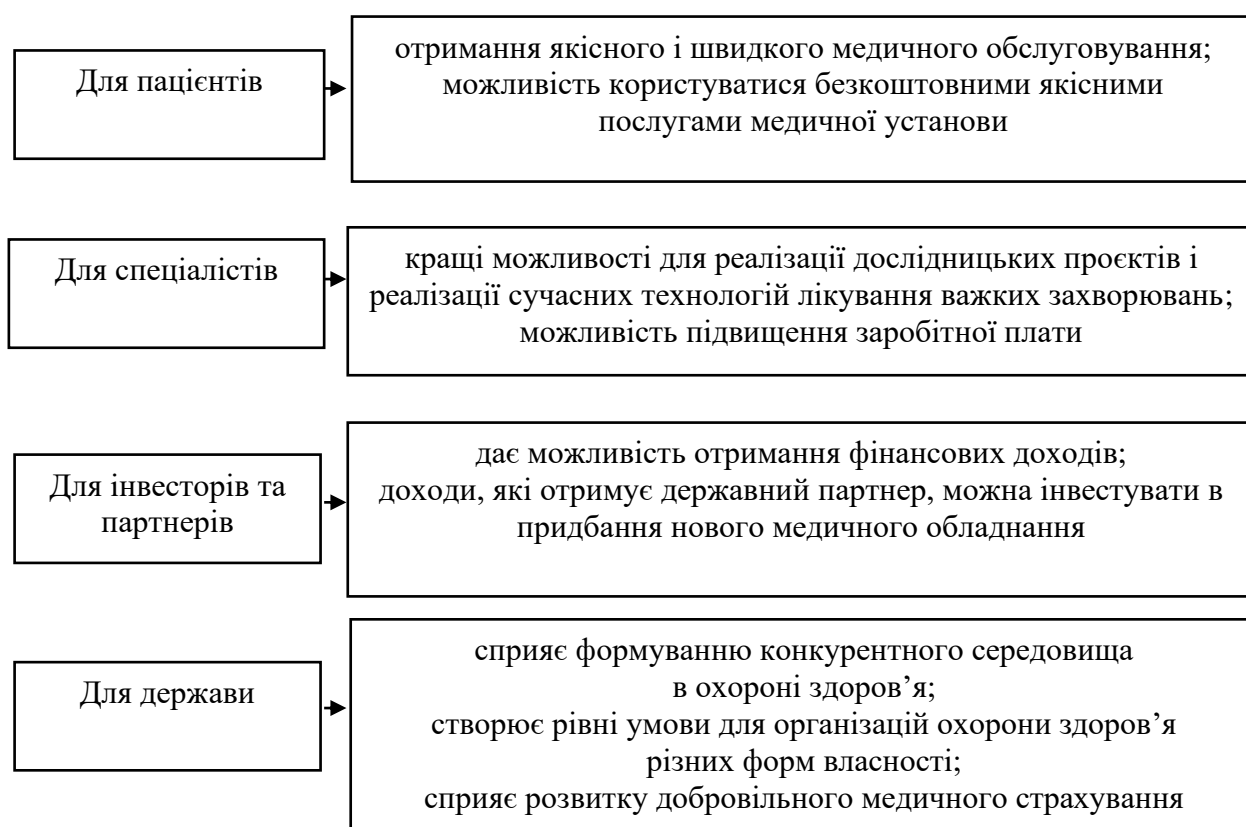 Для пацієнтів
отримання якісного і швидкого медичного обслуговування;
можливість користуватися безкоштовними якісними
послугами медичної установи
Для спеціалістів
кращі можливості для реалізації дослідницьких проєктів і
реалізації сучасних технологій лікування важких захворювань;
можливість підвищення заробітної плати
Для інвесторів та
партнерів
дає можливість отримання фінансових доходів;
доходи, які отримує державний партнер, можна інвестувати в
придбання нового медичного обладнання
Для держави
сприяє формуванню конкурентного середовища
в охороні здоров’я;
створює рівні умови для організацій охорони здоров’я
різних форм власності;
сприяє розвитку добровільного медичного страхування